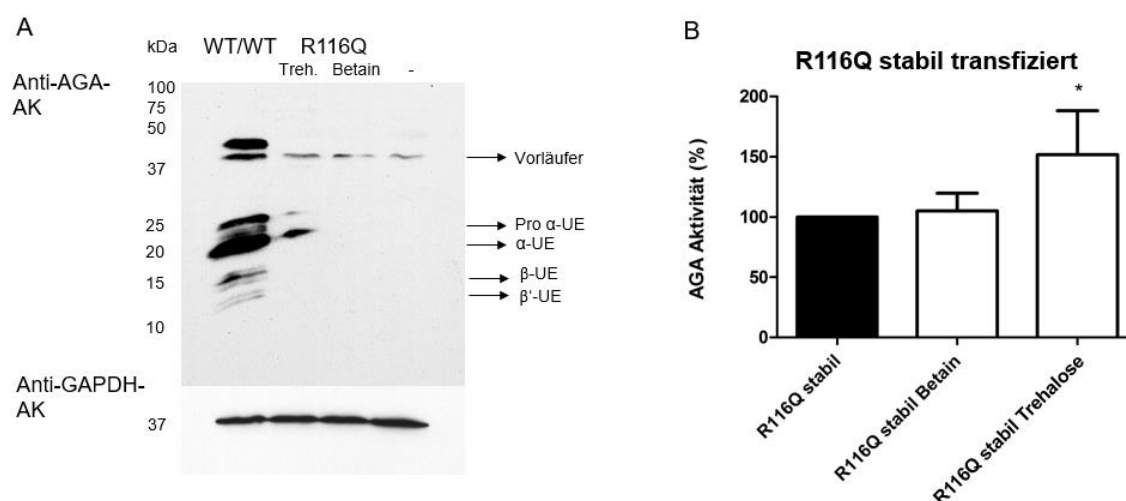 A
kDa
WT/WT
R116Q
Treh.
Betain
-
Anti-AGA-
AK
100
75
50
37
25
20
15
10
Vorläufer
Pro α-UE
α-UE
β-UE
β'-UE
Anti-GAPDH-
AK
37
B
R116Q stabil transfiziert
*
AGA Aktivität (%)
200
150
100
50
0
R116Q stabil
R116Q stabil Betain
R116Q stabil Trehalose